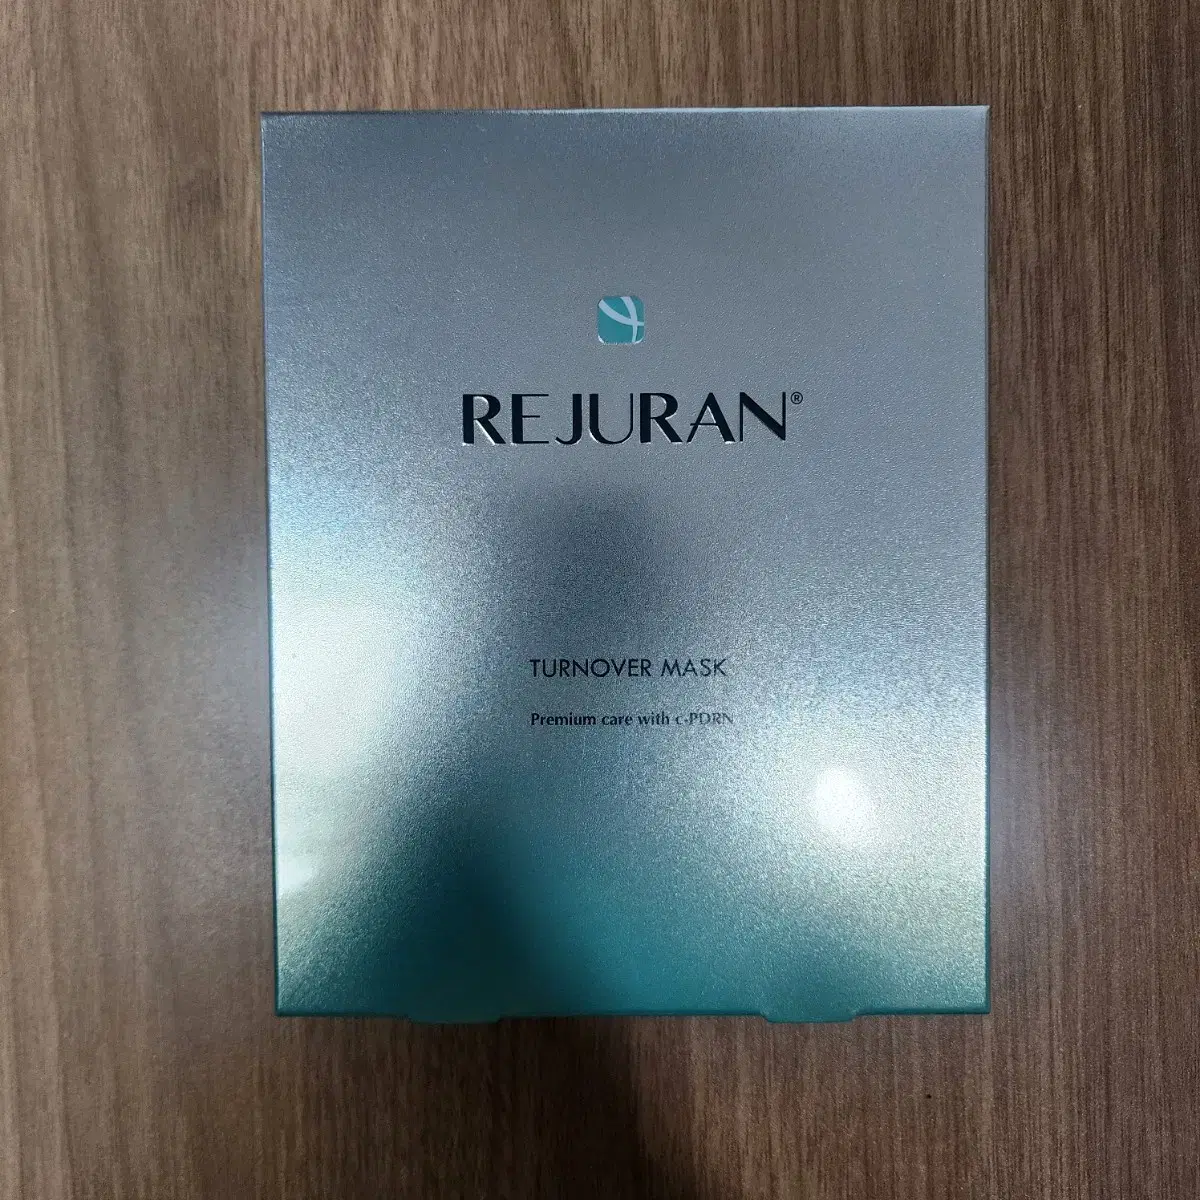 REJURAN®
TURNOVER MASK
Premium care with c-PDRN